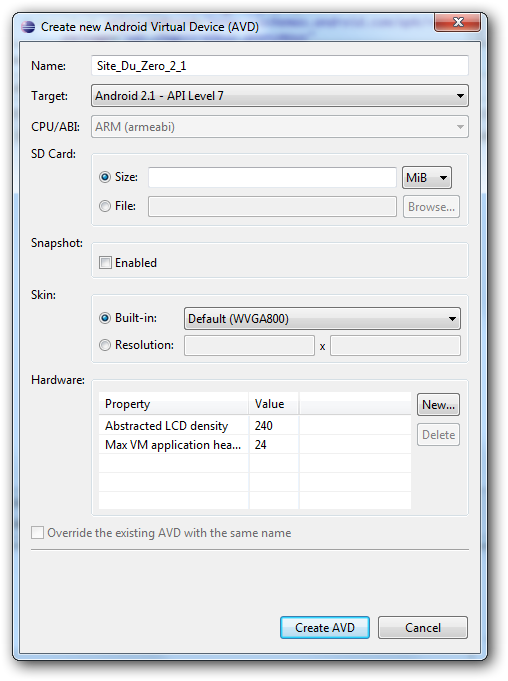 Create new Android Virtual Device (AVD)
Name: Site_Du_Zero_2_1
Target: Android 2.1 - API Level 7
CPU/ABI: ARM (armeabi)
SD Card:
Size: MiB
File: Browse...
Snapshot:
Enabled
Skin:
Built-in: Default (WVGA800)
Resolution: x
Hardware:
Property Value New...
Abstracted LCD density 240 Delete
Max VM application hea... 24
Override the existing AVD with the same name
Create AVD Cancel